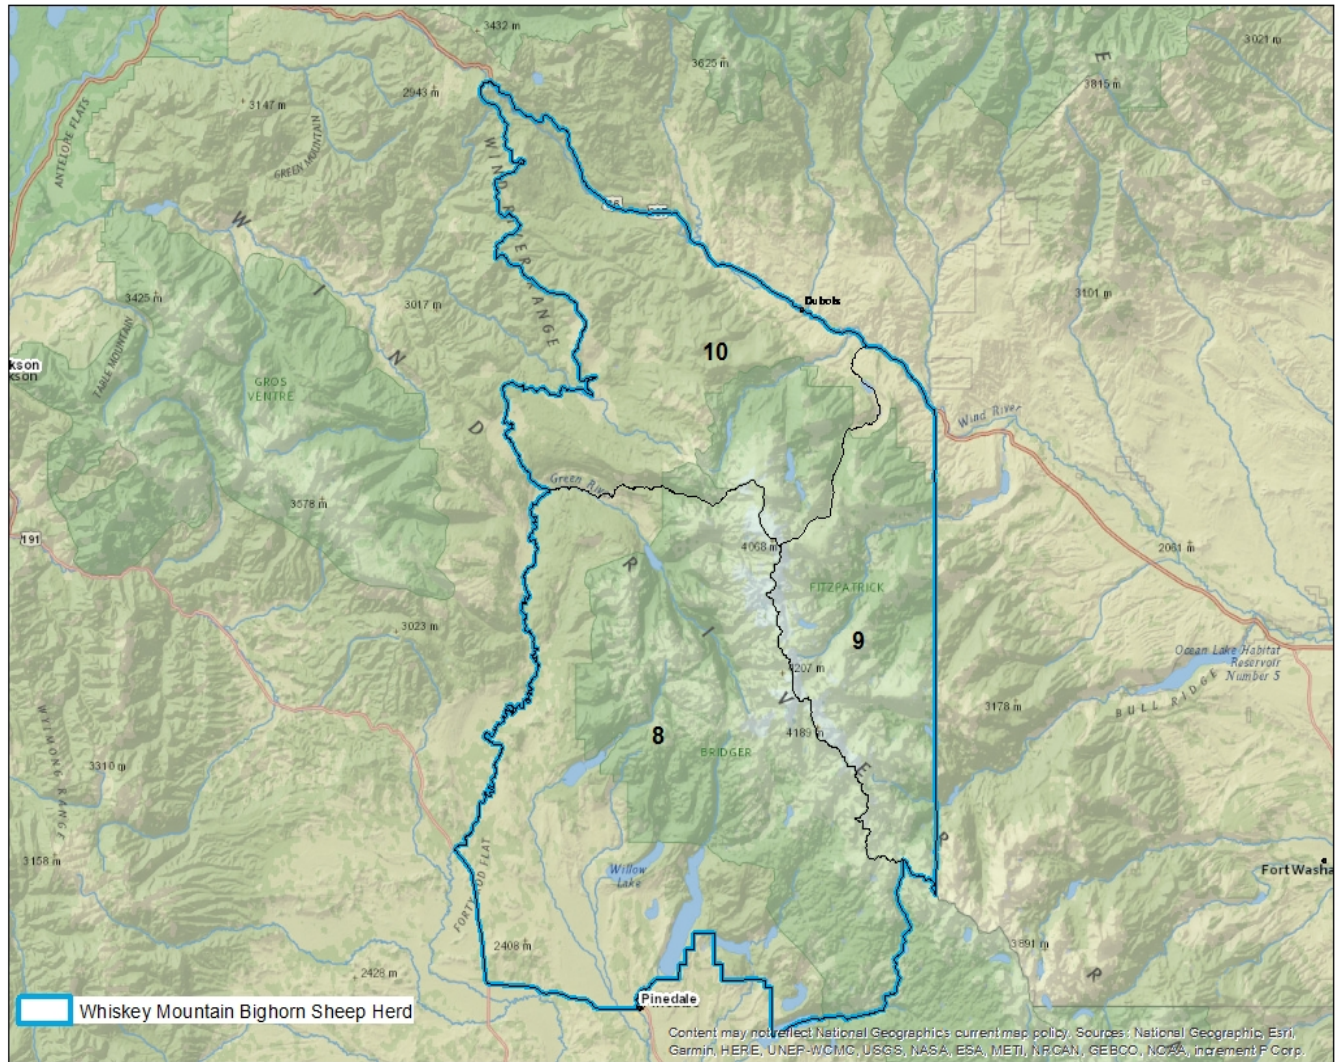 3432 m
3021 m
3625 m
E
3815 m
2943 m
3147 m
ANTELOPE FLATS
GREEN MOUNTAIN
WIND RIVER RANGE
W
I
N
D
3425 m
3017 m
3101 m
Dubois
TABLE MOUNTAIN
10
kson
kson
GROS
VENTRE
Wind River
Green River
3578 m
191
4068 m
2061 m
R
I
V
E
R
FITZPATRICK
3023 m
9
Ocean Lake Habitat
Reservoir
Number 5
4207 m
BULL RIDGE
3178 m
WYOMING RANGE
8
4189 m
BRIDGER
3310 m
3158 m
FORTY ROD FLAT
Willow
Lake
Fort Washa
2408 m
3891 m
2428 m
R
Pinedale
Whiskey Mountain Bighorn Sheep Herd
Content may not reflect National Geographic's current map policy. Sources: National Geographic, Esri,
Garmin, HERE, UNEP-WCMC, USGS, NASA, ESA, METI, NRCAN, GEBCO, NOAA, increment P Corp.